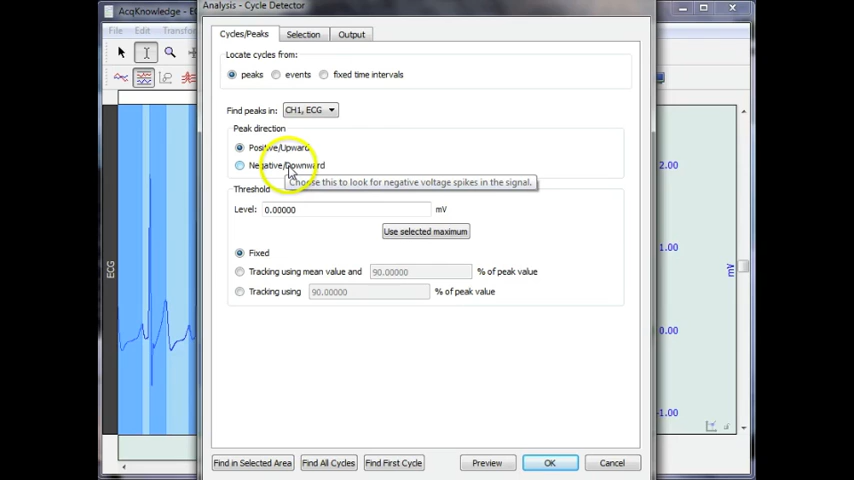 Analysis - Cycle Detector
AcqKnowledge - E
File Edit Transfor
Cycles/Peaks Selection Output
Locate cycles from:
peaks events fixed time intervals
Find peaks in: CH1, ECG
Peak direction
Positive/Upward
Negative/Downward
Choose this to look for negative voltage spikes in the signal.
Threshold
Level: 0.00000 mV
Use selected maximum
Fixed
Tracking using mean value and 90.00000 % of peak value
Tracking using 90.00000 % of peak value
ECG
2.00
1.00
mV
0.00
-1.00
Find in Selected Area Find All Cycles Find First Cycle Preview OK Cancel